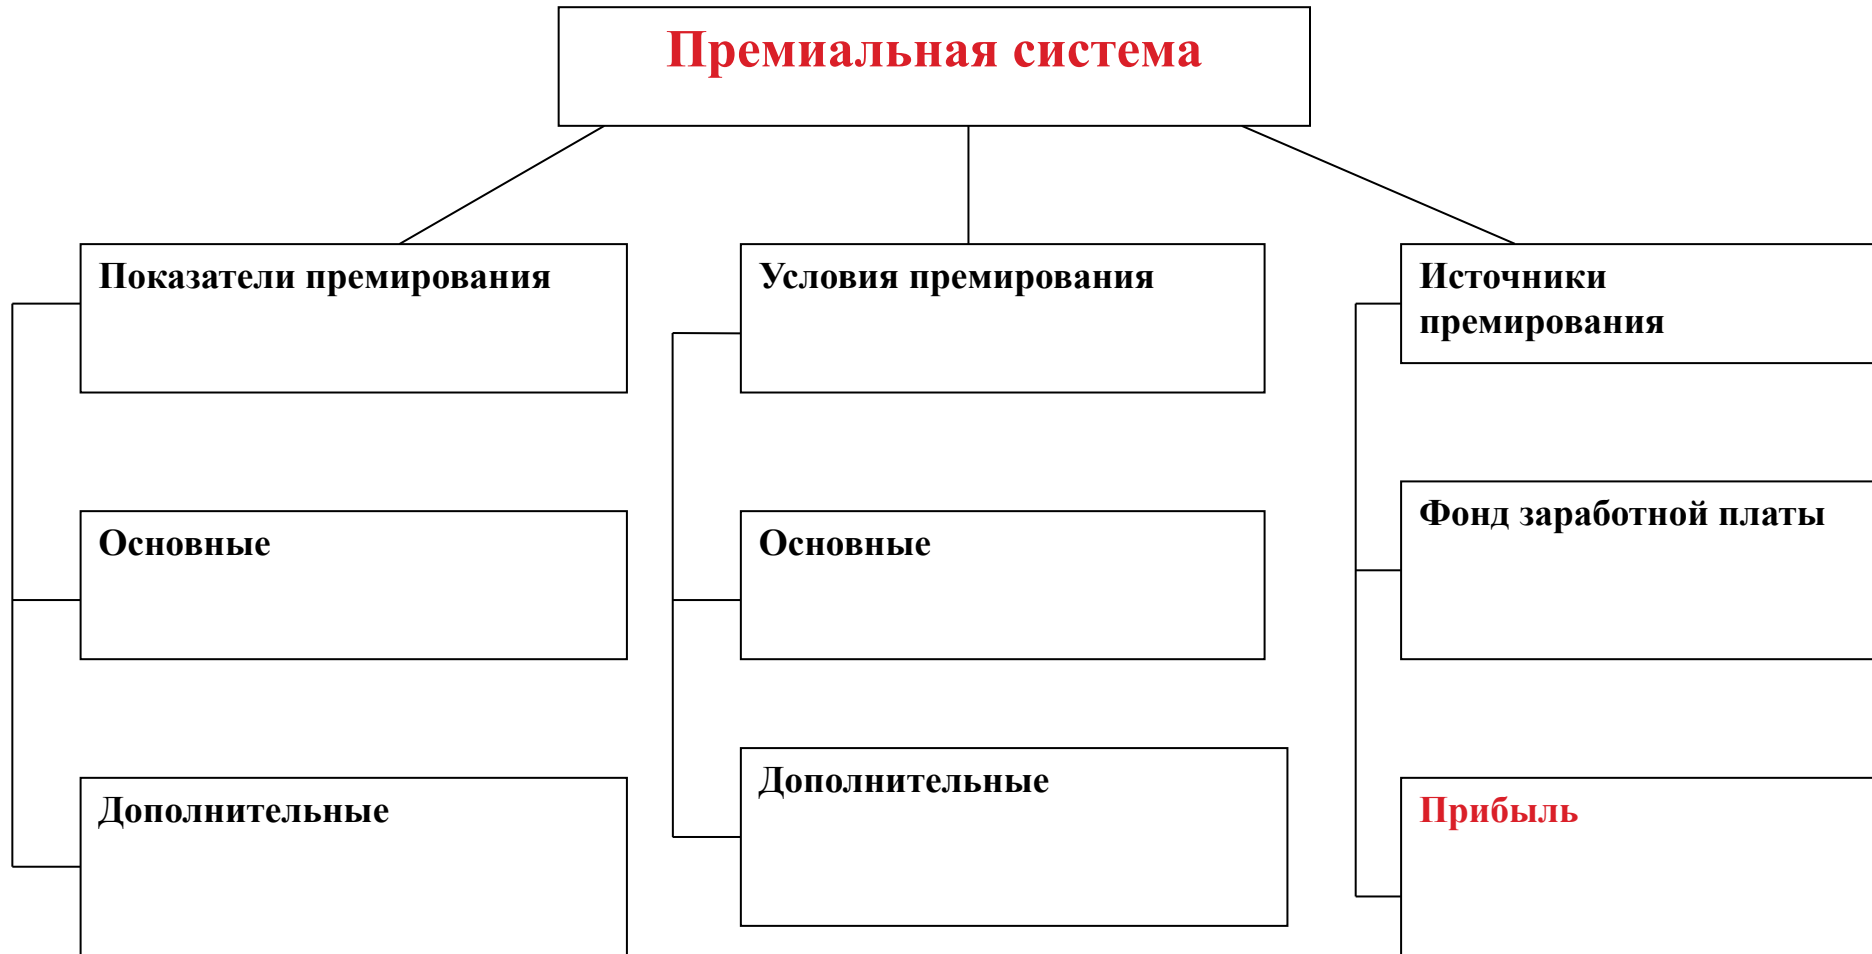 Премиальная система
Показатели премирования
Условия премирования
Источники
премирования
Основные
Основные
Фонд заработной платы
Дополнительные
Дополнительные
Прибыль